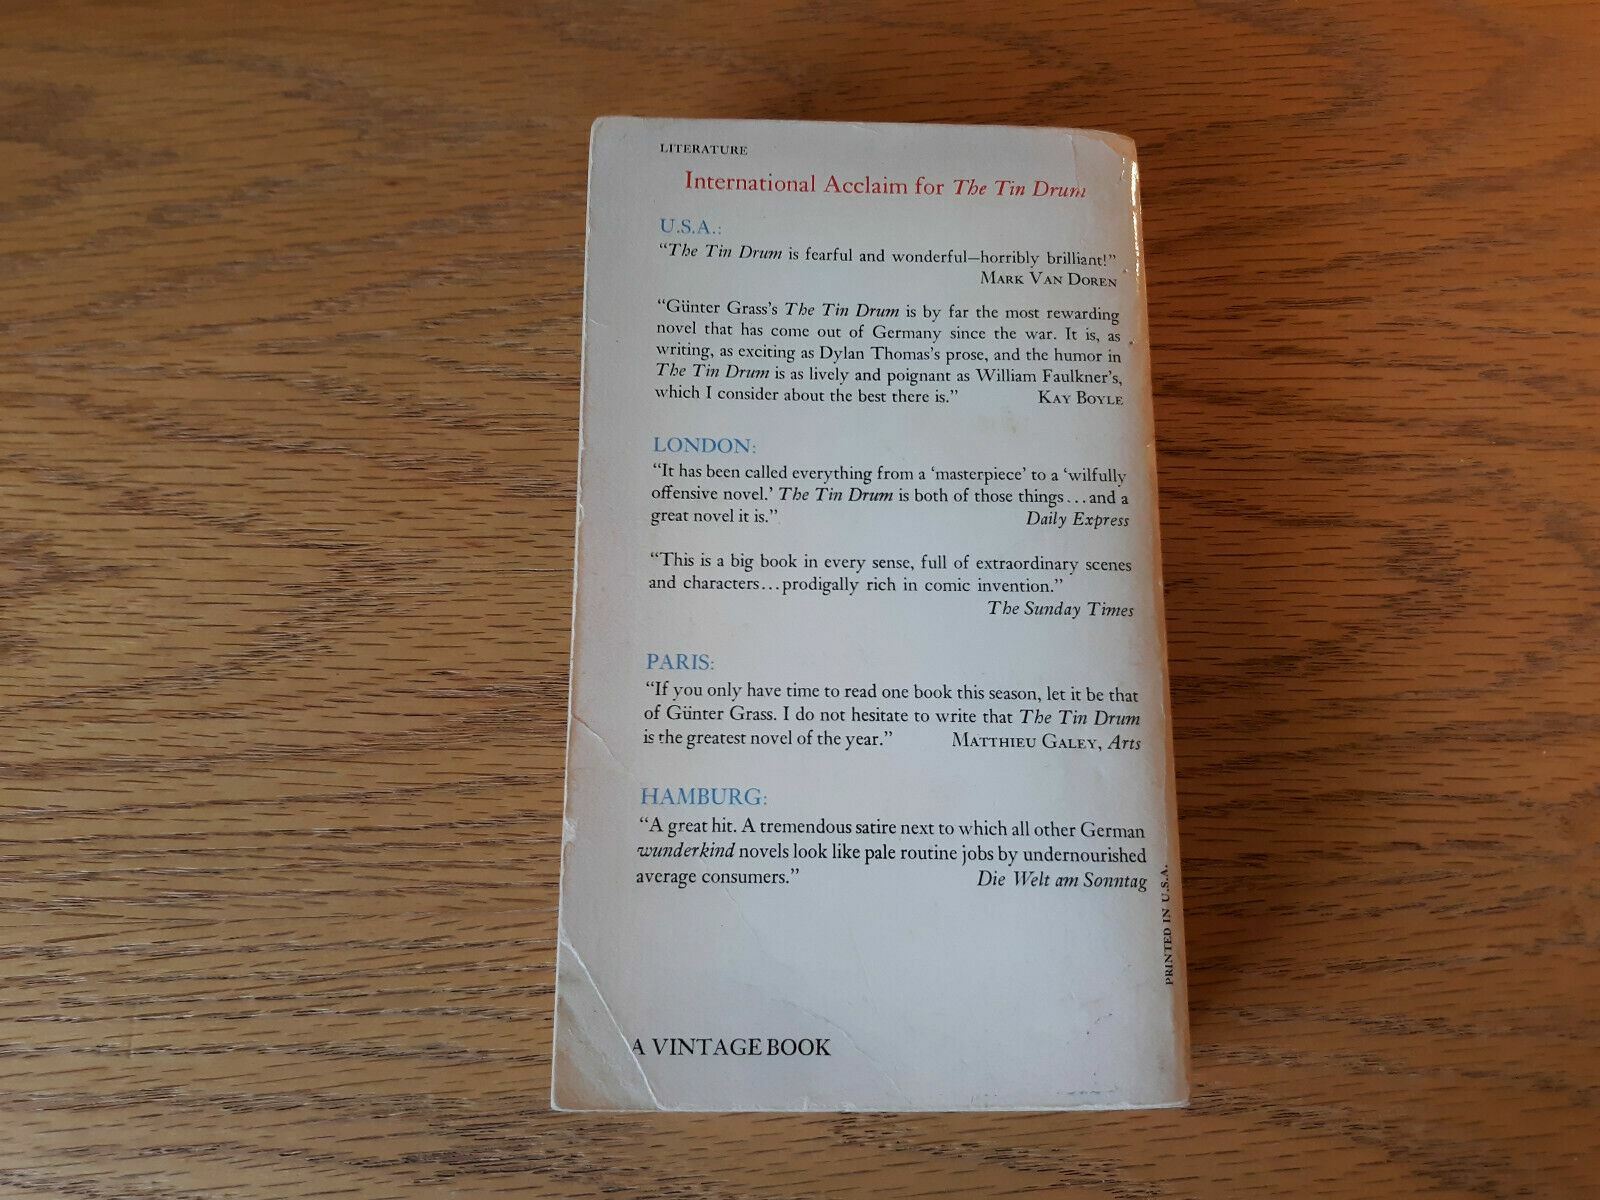 LITERATURE
International Acclaim for The Tin Drum
U.S.A.:
“The Tin Drum is fearful and wonderful—horribly brilliant!”
MARK VAN DOREN
“Günter Grass’s The Tin Drum is by far the most rewarding
novel that has come out of Germany since the war. It is, as
writing, as exciting as Dylan Thomas’s prose, and the humor in
The Tin Drum is as lively and poignant as William Faulkner’s,
which I consider about the best there is.” KAY BOYLE
LONDON:
“It has been called everything from a ‘masterpiece’ to a ‘wilfully
offensive novel.’ The Tin Drum is both of those things...and a
great novel it is.” Daily Express
“This is a big book in every sense, full of extraordinary scenes
and characters...prodigally rich in comic invention.”
The Sunday Times
PARIS:
“If you only have time to read one book this season, let it be that
of Günter Grass. I do not hesitate to write that The Tin Drum
is the greatest novel of the year.” MATTHIEU GALEY, Arts
HAMBURG:
“A great hit. A tremendous satire next to which all other German
wunderkind novels look like pale routine jobs by undernourished
average consumers.” Die Welt am Sonntag
PRINTED IN U.S.A.
A VINTAGE BOOK